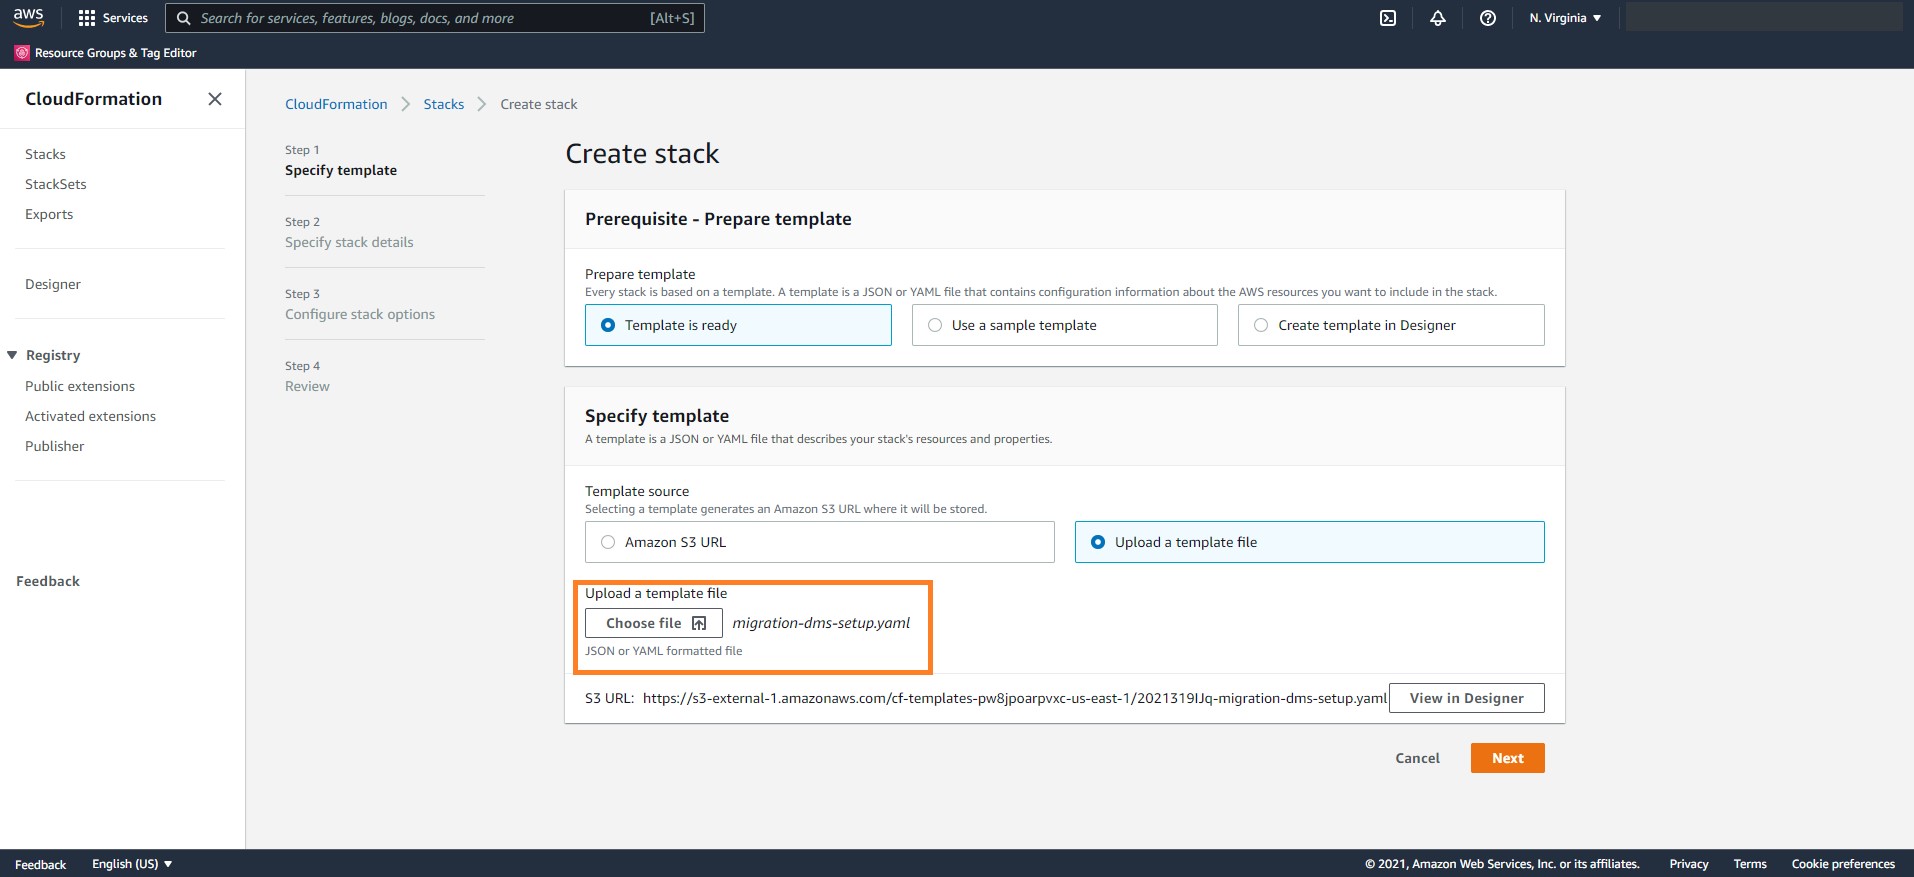 aws Services Search for services, features, blogs, docs, and more [Alt+S] N. Virginia
Resource Groups & Tag Editor
CloudFormation
Stacks
StackSets
Exports
Designer
Registry
Public extensions
Activated extensions
Publisher
Feedback
CloudFormation Stacks Create stack
Step 1
Specify template
Step 2
Specify stack details
Step 3
Configure stack options
Step 4
Review
Create stack
Prerequisite - Prepare template
Prepare template
Every stack is based on a template. A template is a JSON or YAML file that contains configuration information about the AWS resources you want to include in the stack.
Template is ready Use a sample template Create template in Designer
Specify template
A template is a JSON or YAML file that describes your stack's resources and properties.
Template source
Selecting a template generates an Amazon S3 URL where it will be stored.
Amazon S3 URL Upload a template file
Upload a template file
Choose file migration-dms-setup.yaml
JSON or YAML formatted file
S3 URL: https://s3-external-1.amazonaws.com/cf-templates-pw8jpoarpvxc-us-east-1/2021319IJq-migration-dms-setup.yaml View in Designer
Cancel Next
Feedback English (US) © 2021, Amazon Web Services, Inc. or its affiliates. Privacy Terms Cookie preferences